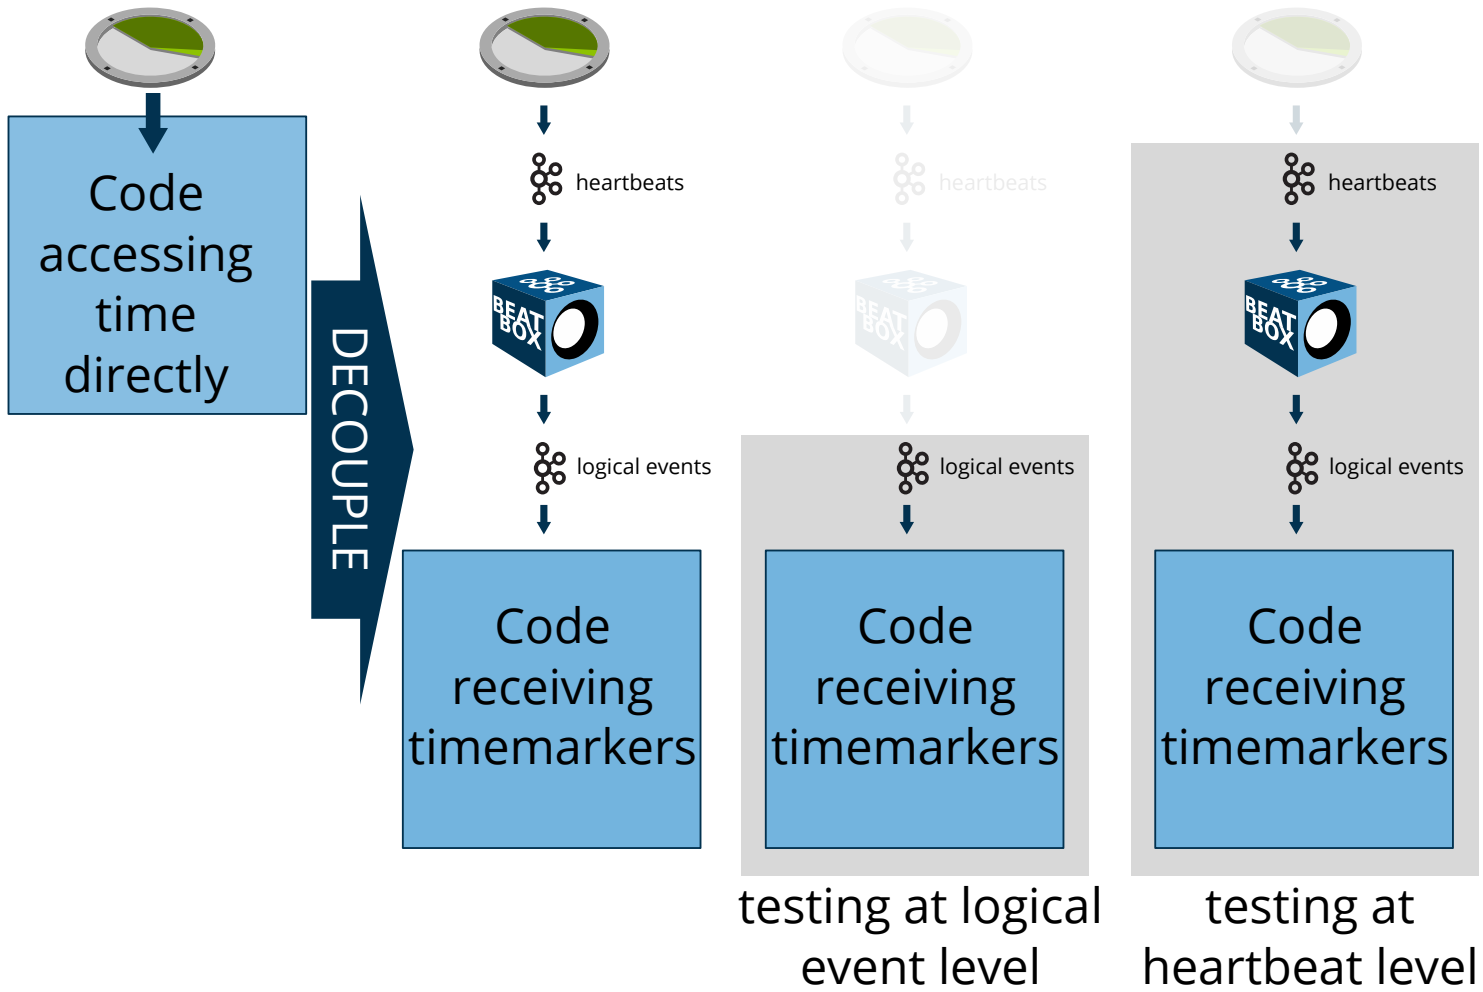 Code
accessing
time
directly
DECOUPLE
heartbeats
BEAT
BOX
logical events
Code
receiving
timemarkers
heartbeats
BEAT
BOX
logical events
Code
receiving
timemarkers
testing at logical
event level
heartbeats
BEAT
BOX
logical events
Code
receiving
timemarkers
testing at
heartbeat level